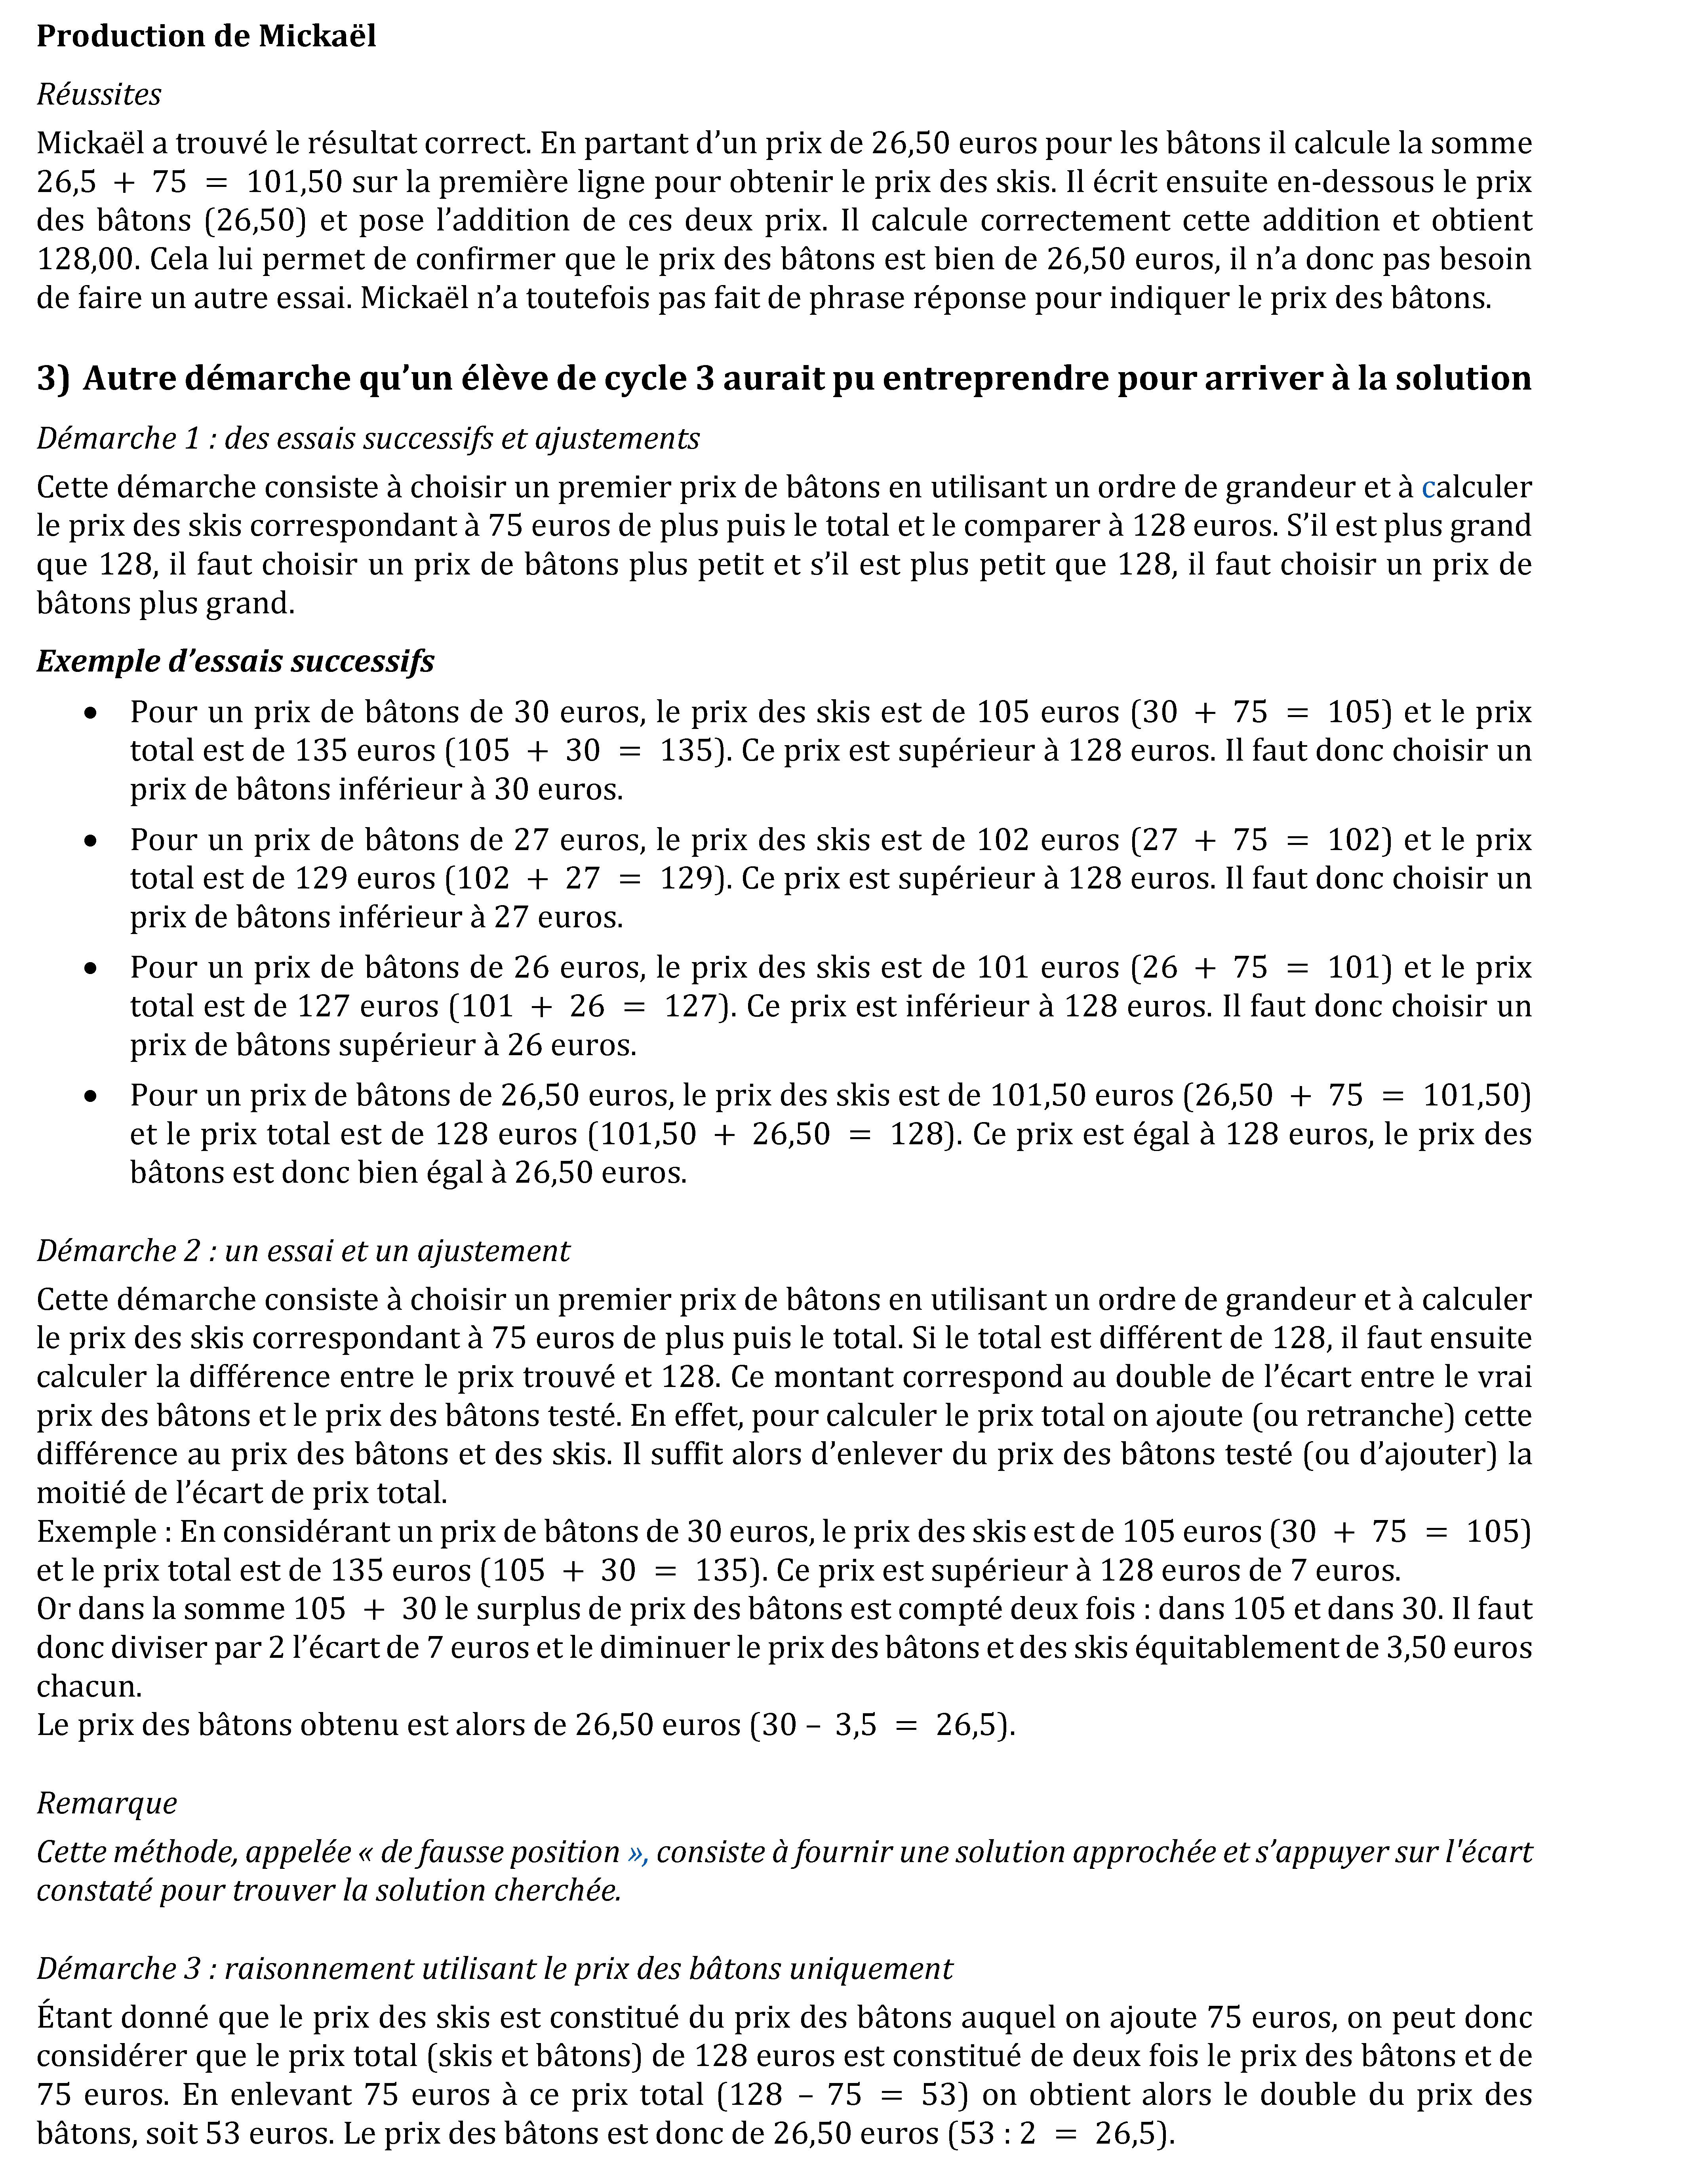 Production de Mickaël
Réussites
Mickaël a trouvé le résultat correct. En partant d’un prix de 26,50 euros pour les bâtons il calcule la somme
26,5 + 75 = 101,50 sur la première ligne pour obtenir le prix des skis. Il écrit ensuite en-dessous le prix
des bâtons (26,50) et pose l’addition de ces deux prix. Il calcule correctement cette addition et obtient
128,00. Cela lui permet de confirmer que le prix des bâtons est bien de 26,50 euros, il n’a donc pas besoin
de faire un autre essai. Mickaël n’a toutefois pas fait de phrase réponse pour indiquer le prix des bâtons.
3) Autre démarche qu’un élève de cycle 3 aurait pu entreprendre pour arriver à la solution
Démarche 1 : des essais successifs et ajustements
Cette démarche consiste à choisir un premier prix de bâtons en utilisant un ordre de grandeur et à calculer
le prix des skis correspondant à 75 euros de plus puis le total et le comparer à 128 euros. S’il est plus grand
que 128, il faut choisir un prix de bâtons plus petit et s’il est plus petit que 128, il faut choisir un prix de
bâtons plus grand.
Exemple d’essais successifs
• Pour un prix de bâtons de 30 euros, le prix des skis est de 105 euros (30 + 75 = 105) et le prix
total est de 135 euros (105 + 30 = 135). Ce prix est supérieur à 128 euros. Il faut donc choisir un
prix de bâtons inférieur à 30 euros.
• Pour un prix de bâtons de 27 euros, le prix des skis est de 102 euros (27 + 75 = 102) et le prix
total est de 129 euros (102 + 27 = 129). Ce prix est supérieur à 128 euros. Il faut donc choisir un
prix de bâtons inférieur à 27 euros.
• Pour un prix de bâtons de 26 euros, le prix des skis est de 101 euros (26 + 75 = 101) et le prix
total est de 127 euros (101 + 26 = 127). Ce prix est inférieur à 128 euros. Il faut donc choisir un
prix de bâtons supérieur à 26 euros.
• Pour un prix de bâtons de 26,50 euros, le prix des skis est de 101,50 euros (26,50 + 75 = 101,50)
et le prix total est de 128 euros (101,50 + 26,50 = 128). Ce prix est égal à 128 euros, le prix des
bâtons est donc bien égal à 26,50 euros.
Démarche 2 : un essai et un ajustement
Cette démarche consiste à choisir un premier prix de bâtons en utilisant un ordre de grandeur et à calculer
le prix des skis correspondant à 75 euros de plus puis le total. Si le total est différent de 128, il faut ensuite
calculer la différence entre le prix trouvé et 128. Ce montant correspond au double de l’écart entre le vrai
prix des bâtons et le prix des bâtons testé. En effet, pour calculer le prix total on ajoute (ou retranche) cette
différence au prix des bâtons et des skis. Il suffit alors d’enlever du prix des bâtons testé (ou d’ajouter) la
moitié de l’écart de prix total.
Exemple : En considérant un prix de bâtons de 30 euros, le prix des skis est de 105 euros (30 + 75 = 105)
et le prix total est de 135 euros (105 + 30 = 135). Ce prix est supérieur à 128 euros de 7 euros.
Or dans la somme 105 + 30 le surplus de prix des bâtons est compté deux fois : dans 105 et dans 30. Il faut
donc diviser par 2 l’écart de 7 euros et le diminuer le prix des bâtons et des skis équitablement de 3,50 euros
chacun.
Le prix des bâtons obtenu est alors de 26,50 euros (30 – 3,5 = 26,5).
Remarque
Cette méthode, appelée « de fausse position », consiste à fournir une solution approchée et s’appuyer sur l'écart
constaté pour trouver la solution cherchée.
Démarche 3 : raisonnement utilisant le prix des bâtons uniquement
Étant donné que le prix des skis est constitué du prix des bâtons auquel on ajoute 75 euros, on peut donc
considérer que le prix total (skis et bâtons) de 128 euros est constitué de deux fois le prix des bâtons et de
75 euros. En enlevant 75 euros à ce prix total (128 – 75 = 53) on obtient alors le double du prix des
bâtons, soit 53 euros. Le prix des bâtons est donc de 26,50 euros (53 : 2 = 26,5).